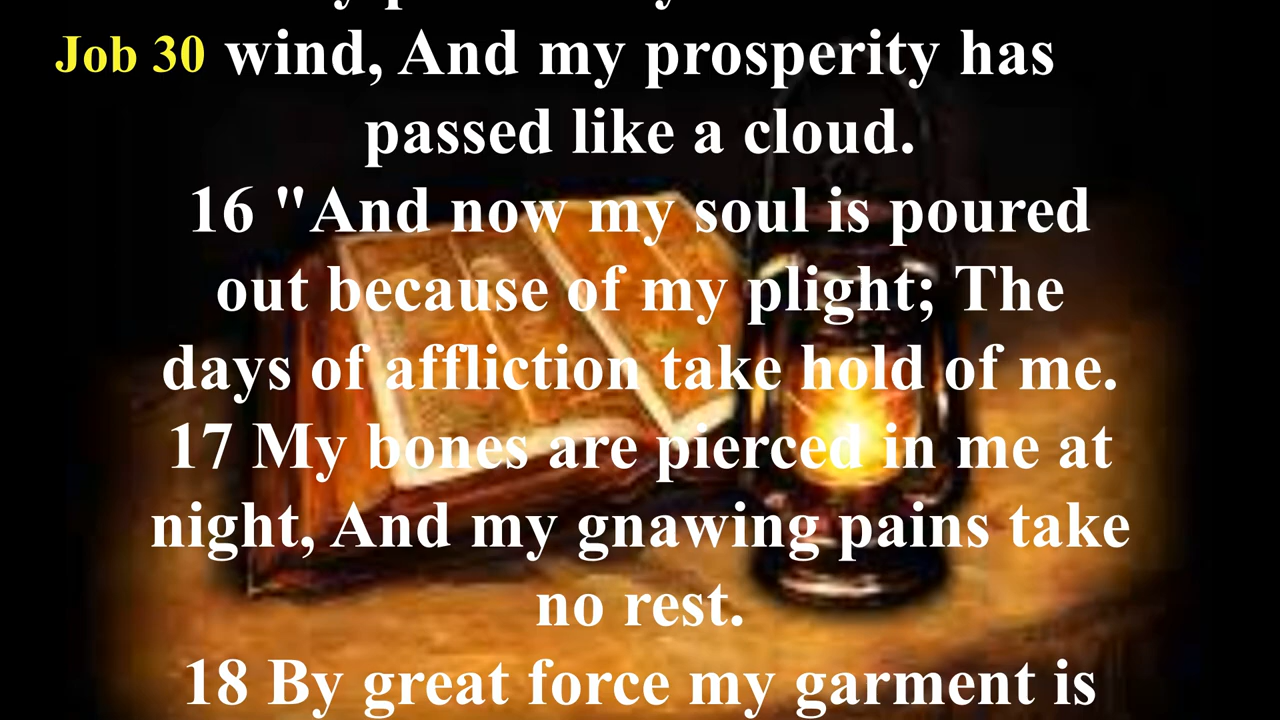 Job 30 wind, And my prosperity has
passed like a cloud.
16 "And now my soul is poured
out because of my plight; The
days of affliction take hold of me.
17 My bones are pierced in me at
night, And my gnawing pains take
no rest.
18 By great force my garment is